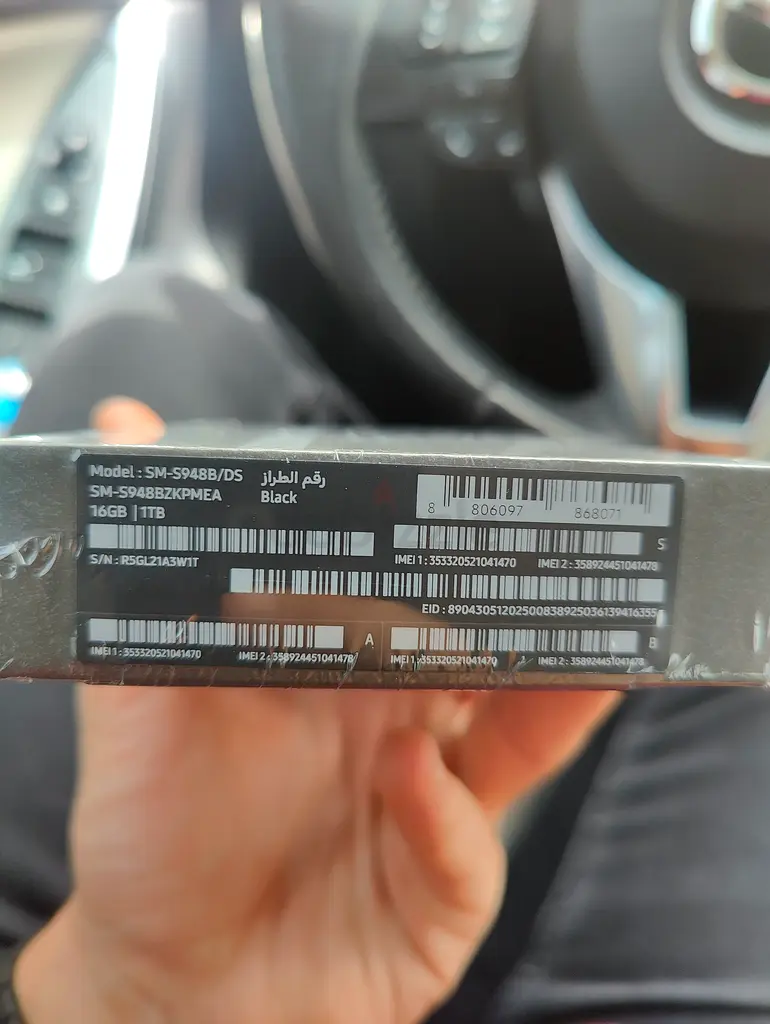 Model : SM-S948B/DS رقم الطراز
SM-S948BZKPMEA Black
16GB | 1TB
8 806097 868071
S
S/N : R5GL21A3W1T
IMEI 1 : 353320521041470 IMEI 2 : 358924451041478
EID : 89043051202500838925036139416355
A
B
IMEI 1 : 353320521041470 IMEI 2 : 358924451041478
IMEI 1 : 353320521041470 IMEI 2 : 358924451041478